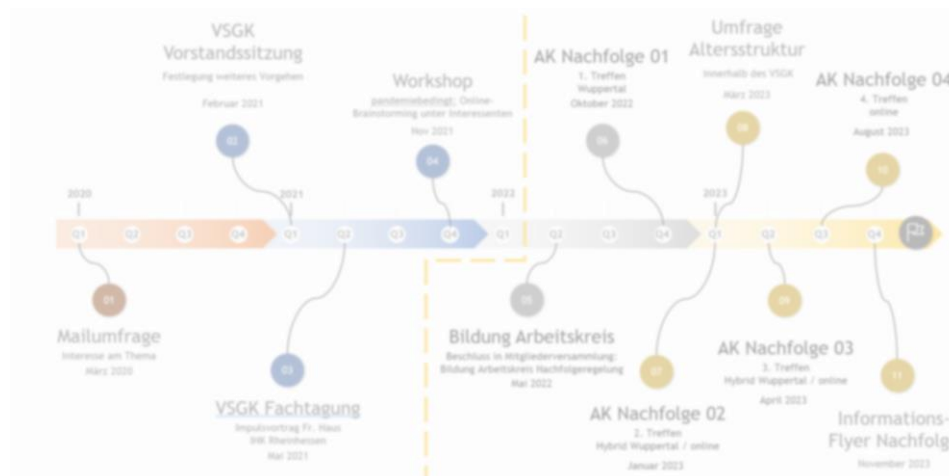 VSGK
Vorstandssitzung
Festlegung weiteres Vorgehen
Februar 2021
02
Workshop
pandemiebedingt: Online-
Brainstorming unter Interessenten
Nov 2021
04
AK Nachfolge 01
1. Treffen
Wuppertal
Oktober 2022
06
Umfrage
Altersstruktur
innerhalb des VSGK
März 2023
08
AK Nachfolge 04
4. Treffen
online
August 2023
10
2020
2021
2022
2023
Q1 Q2 Q3 Q4 Q1 Q2 Q3 Q4 Q1 Q2 Q3 Q4 Q1 Q2 Q3 Q4
01
Mailumfrage
Interesse am Thema
März 2020
03
VSGK Fachtagung
Impulsvortrag Fr. Haus
IHK Rheinhessen
Mai 2021
05
Bildung Arbeitskreis
Beschluss in Mitgliederversammlung:
Bildung Arbeitskreis Nachfolgeregelung
Mai 2022
07
AK Nachfolge 02
2. Treffen
Hybrid Wuppertal / online
Januar 2023
09
AK Nachfolge 03
3. Treffen
Hybrid Wuppertal / online
April 2023
11
Informations-
Flyer Nachfolg
November 2023